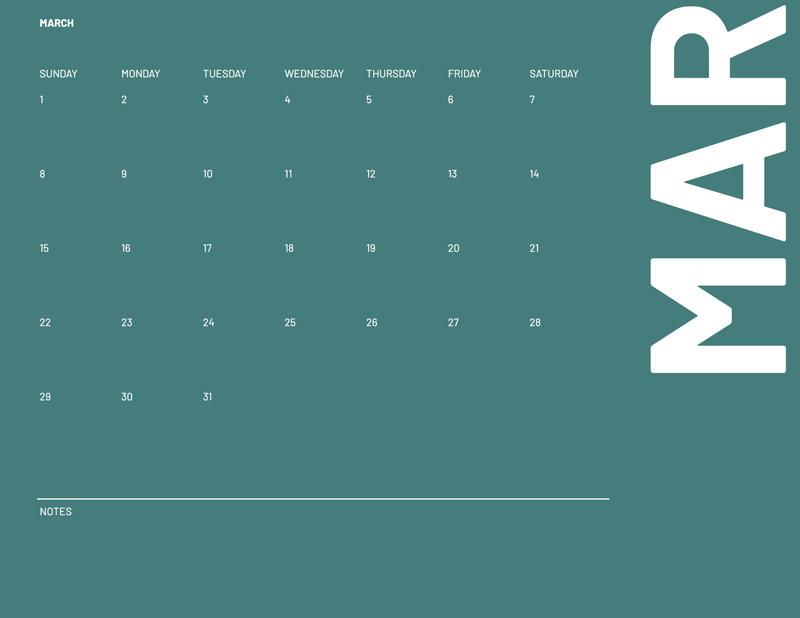 MARCH
SUNDAY MONDAY TUESDAY WEDNESDAY THURSDAY FRIDAY SATURDAY
1 2 3 4 5 6 7
8 9 10 11 12 13 14
15 16 17 18 19 20 21
22 23 24 25 26 27 28
29 30 31
NOTES
MAR